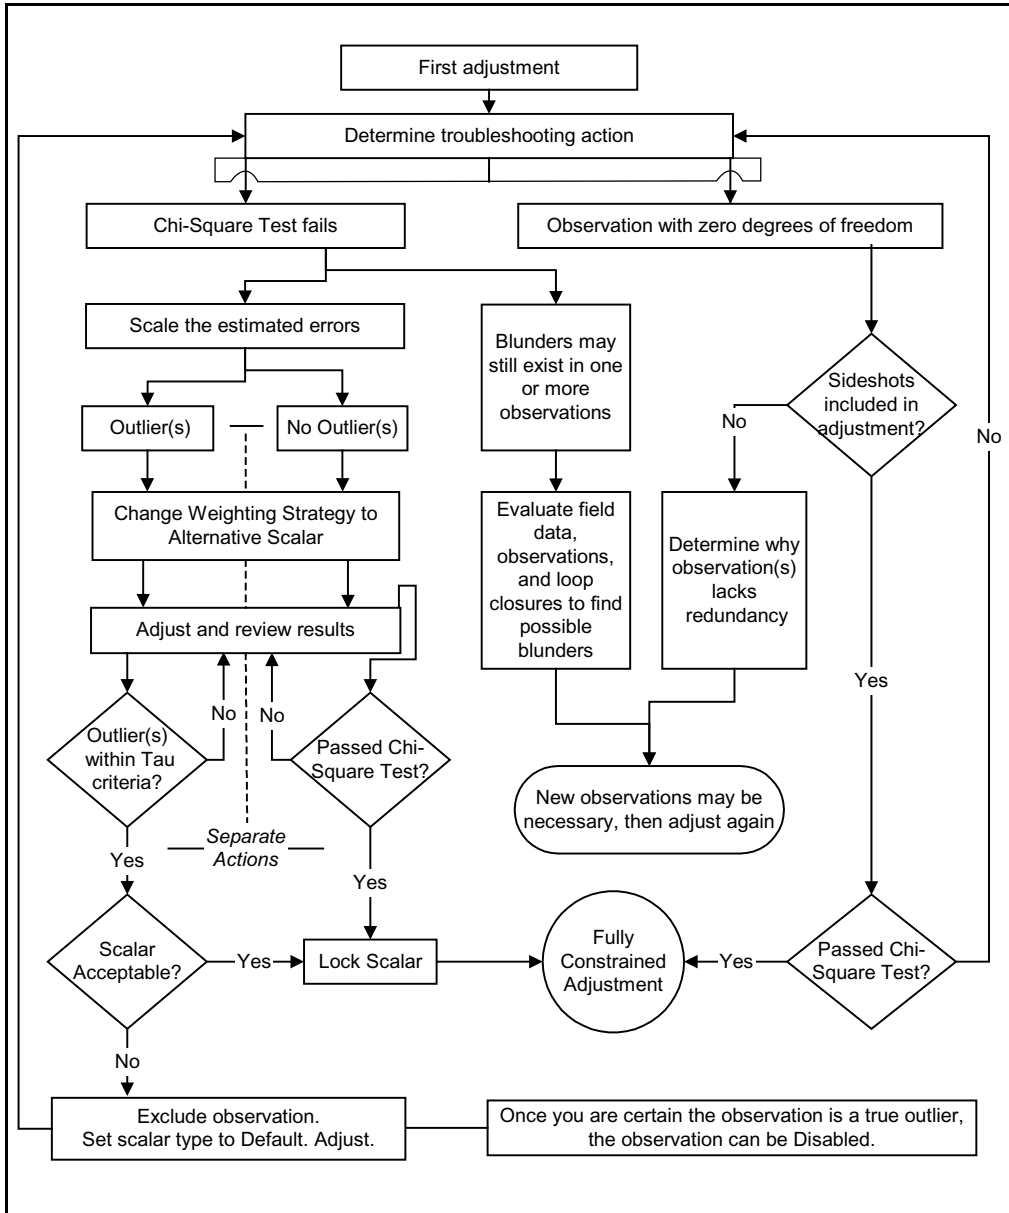 First adjustment
Determine troubleshooting action
Chi-Square Test fails
Observation with zero degrees of freedom
Scale the estimated errors
Blunders may
still exist in one
or more
observations
Sideshots
included in
adjustment?
Outlier(s)
No Outlier(s)
No
No
Change Weighting Strategy to
Alternative Scalar
Evaluate field
data,
observations,
and loop
closures to find
possible
blunders
Determine why
observation(s)
lacks
redundancy
Adjust and review results
Yes
No
No
Outlier(s)
within Tau
criteria?
Passed Chi-
Square Test?
New observations may be
necessary, then adjust again
Separate
Actions
Yes
Yes
Scalar
Acceptable?
Yes
Lock Scalar
Fully
Constrained
Adjustment
Yes
Passed Chi-
Square Test?
No
Exclude observation.
Set scalar type to Default. Adjust.
Once you are certain the observation is a true outlier,
the observation can be Disabled.